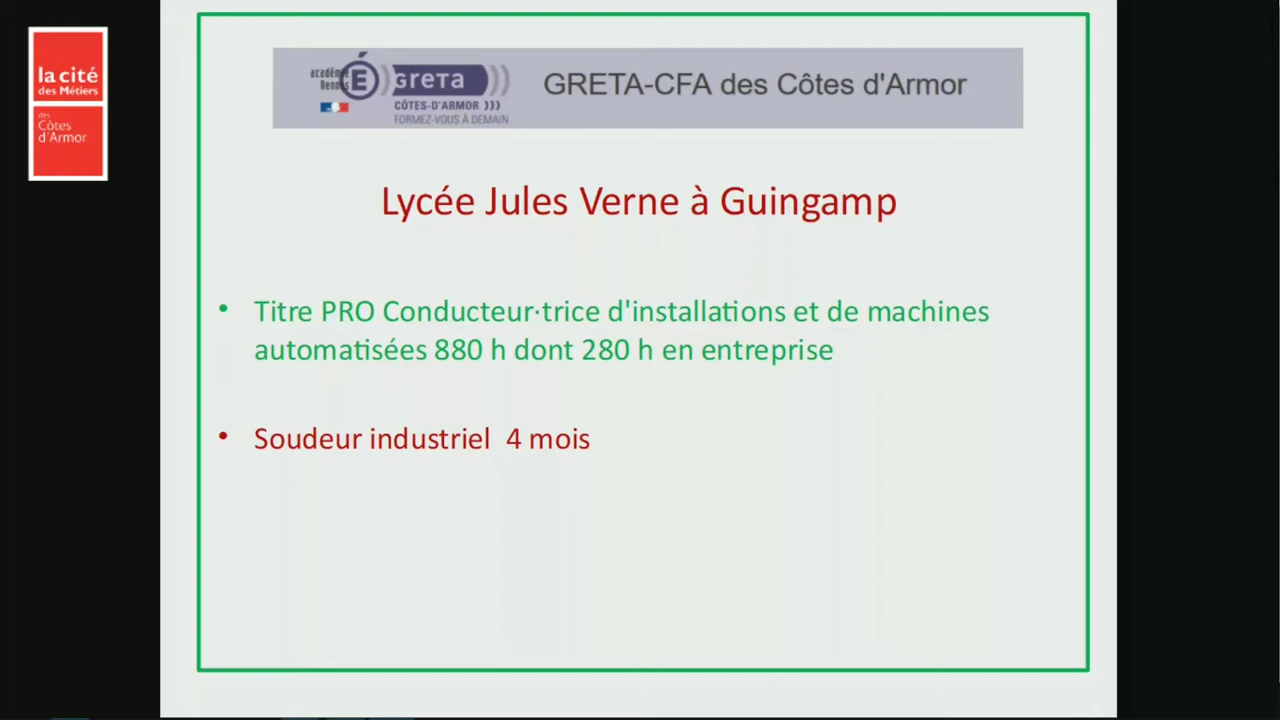 la cité
des Métiers
des
Côtes
d'Armor
académie
Rennes
É
GRETA
CÔTES-D'ARMOR )))
FORMEZ-VOUS À DEMAIN
GRETA-CFA des Côtes d'Armor
Lycée Jules Verne à Guingamp
• Titre PRO Conducteur·trice d'installations et de machines
automatisées 880 h dont 280 h en entreprise
• Soudeur industriel 4 mois